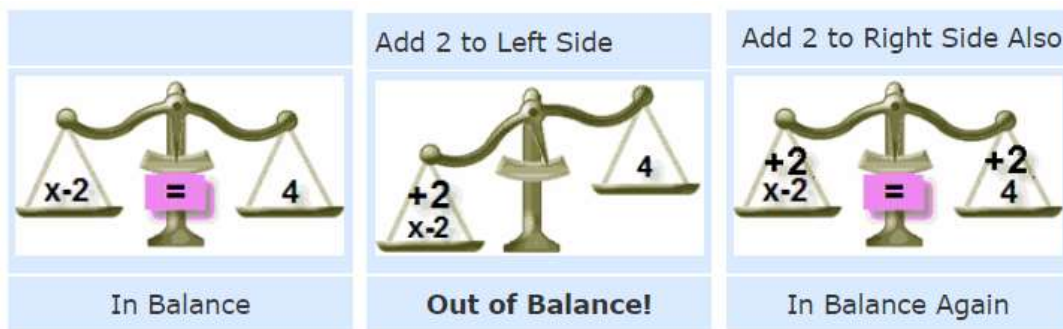 Add 2 to Left Side
Add 2 to Right Side Also
x-2
=
4
+2
x-2
4
+2
x-2
=
+2
4
In Balance
Out of Balance!
In Balance Again